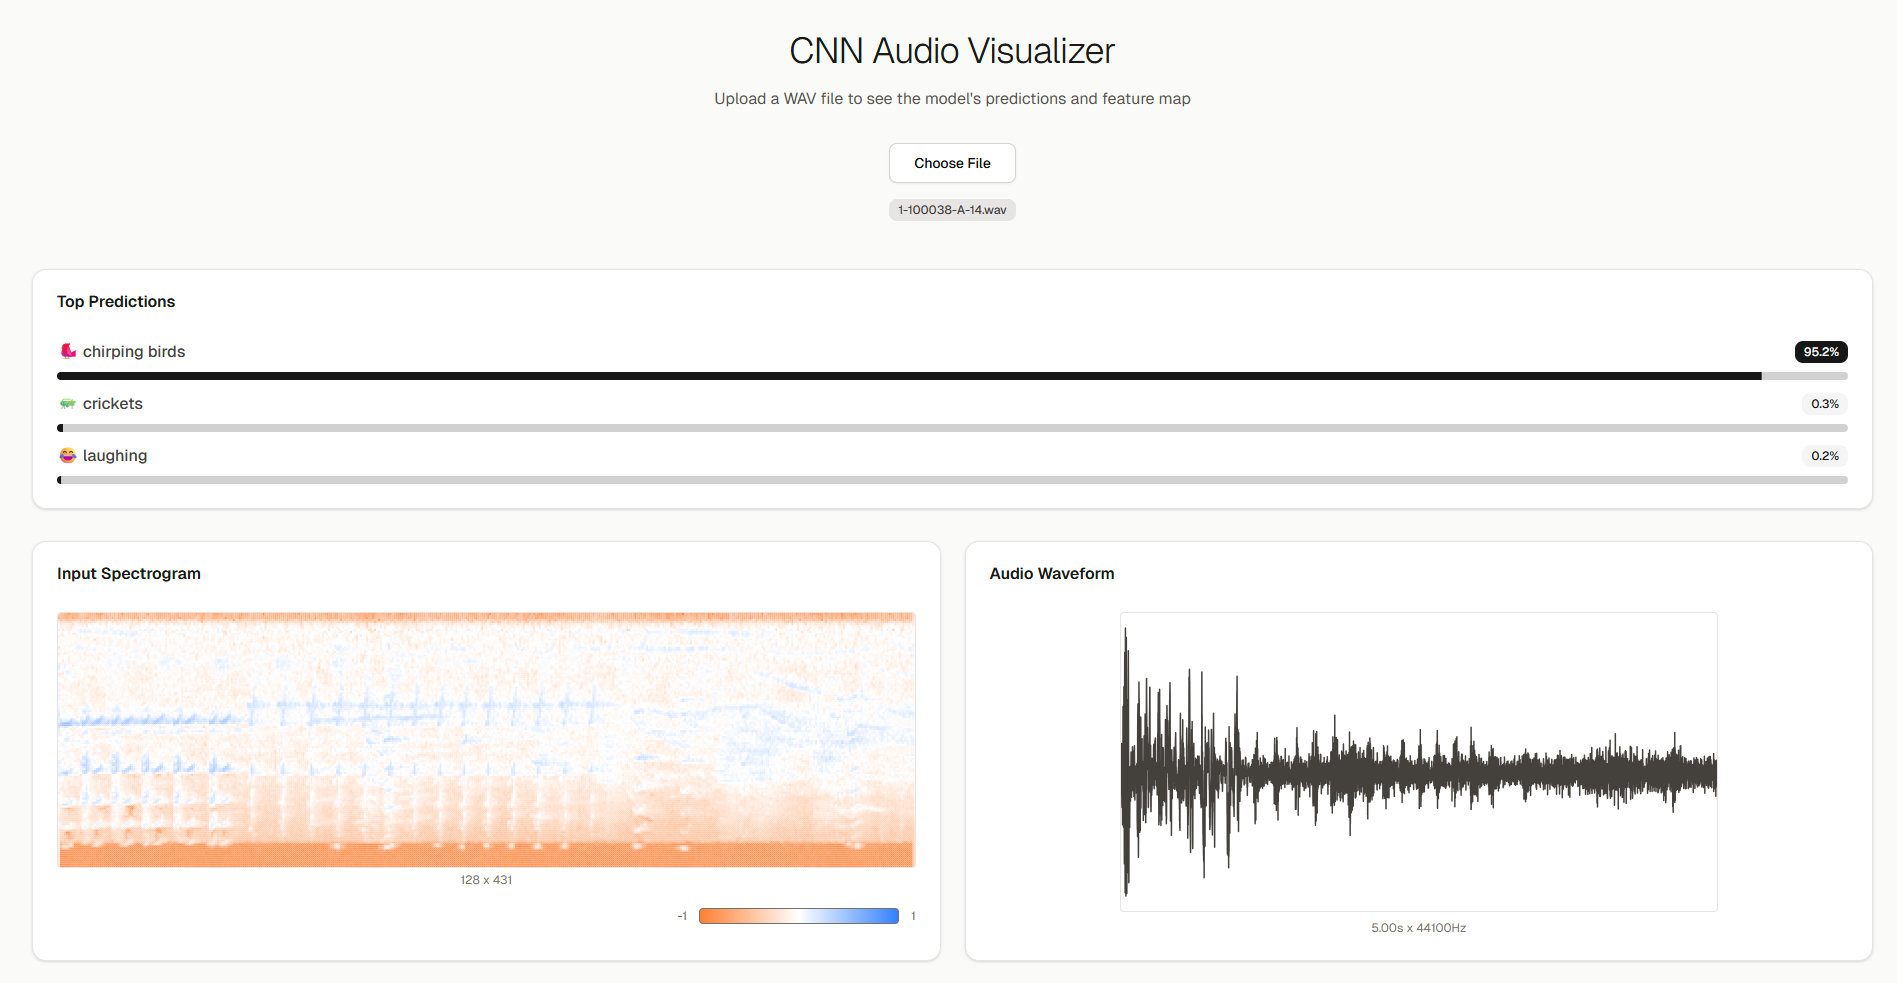 CNN Audio Visualizer
Upload a WAV file to see the model's predictions and feature map
Choose File
1-100038-A-14.wav
Top Predictions
chirping birds 95.2%
crickets 0.3%
laughing 0.2%
Input Spectrogram
128 x 431
-1 1
Audio Waveform
5.00s x 44100Hz